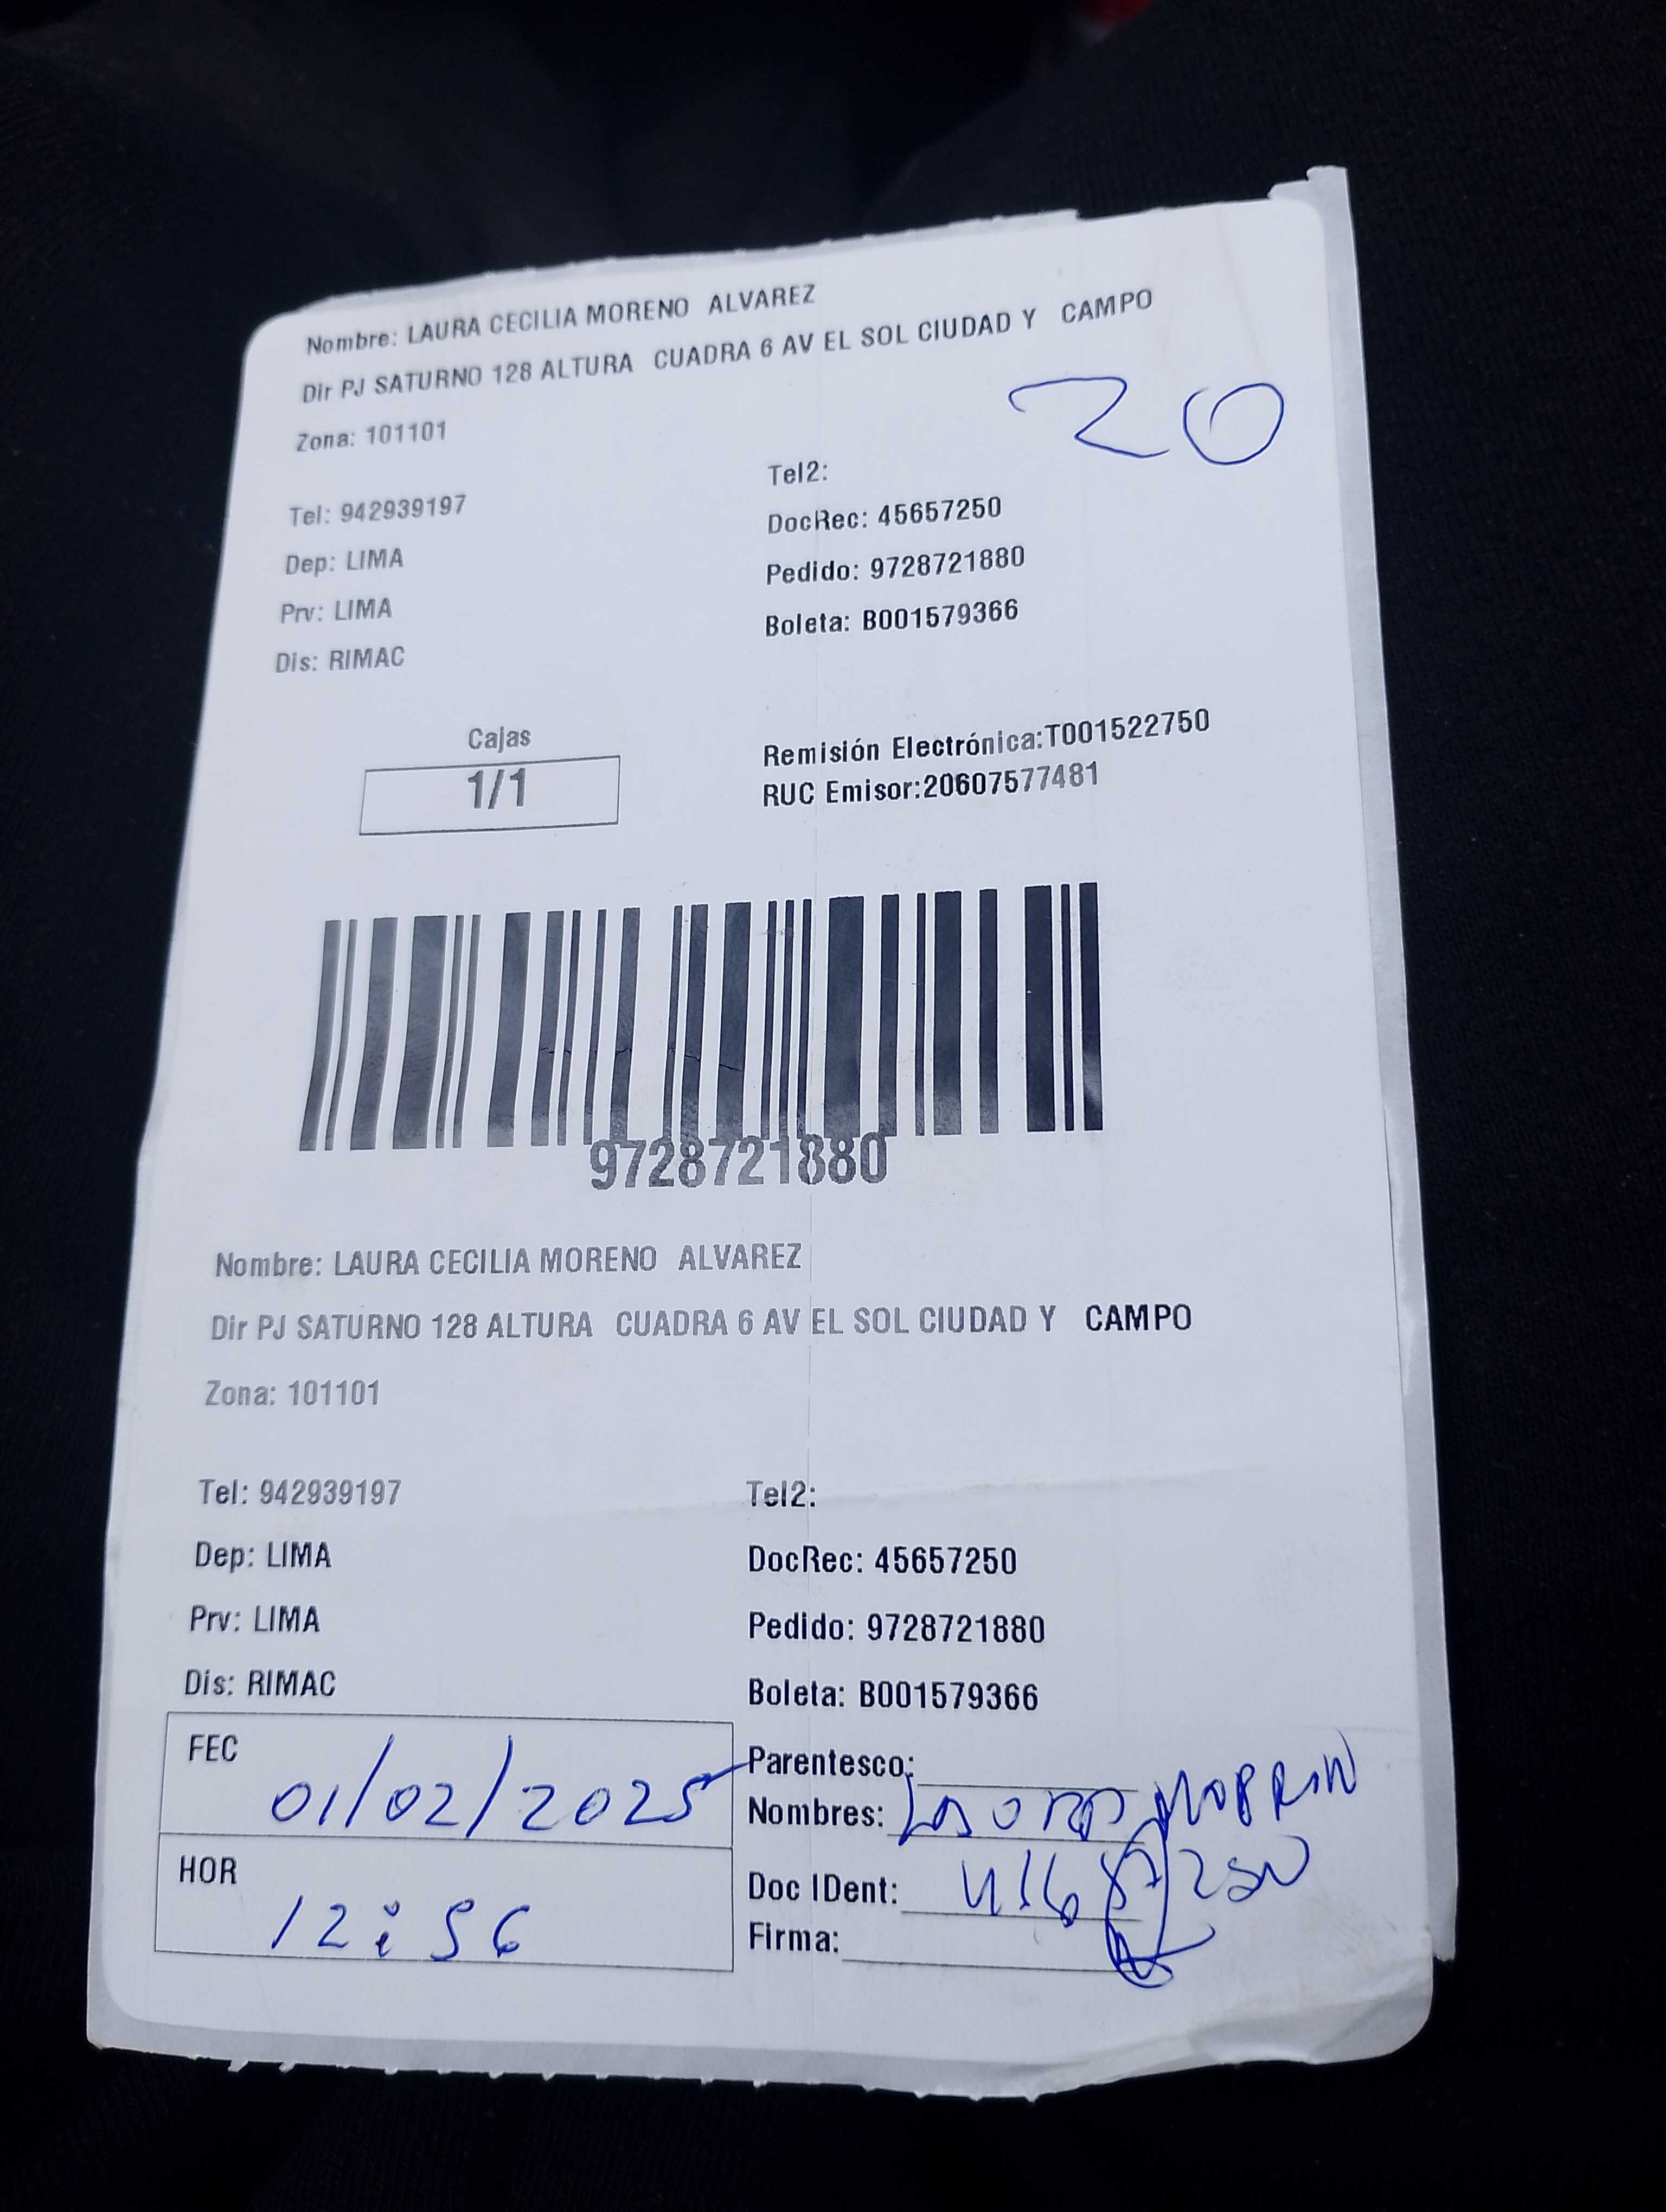 Nombre: LAURA CECILIA MORENO ALVAREZ
Dir PJ SATURNO 128 ALTURA CUADRA 6 AV EL SOL CIUDAD Y CAMPO
20
Zona: 101101
Tel2:
Tel: 942939197
DocRec: 45657250
Dep: LIMA
Pedido: 9728721880
Prv: LIMA
Boleta: B001579366
Dis: RIMAC
Cajas
1/1
Remisión Electrónica:T001522750
RUC Emisor:20607577481
9728721880
Nombre: LAURA CECILIA MORENO ALVAREZ
Dir PJ SATURNO 128 ALTURA CUADRA 6 AV EL SOL CIUDAD Y CAMPO
Zona: 101101
Tel: 942939197
Tel2:
Dep: LIMA
DocRec: 45657250
Prv: LIMA
Pedido: 9728721880
Dis: RIMAC
Boleta: B001579366
FEC
01/02/2025
Parentesco:
Nombres:
HOR
12:56
Doc IDent:
Firma: